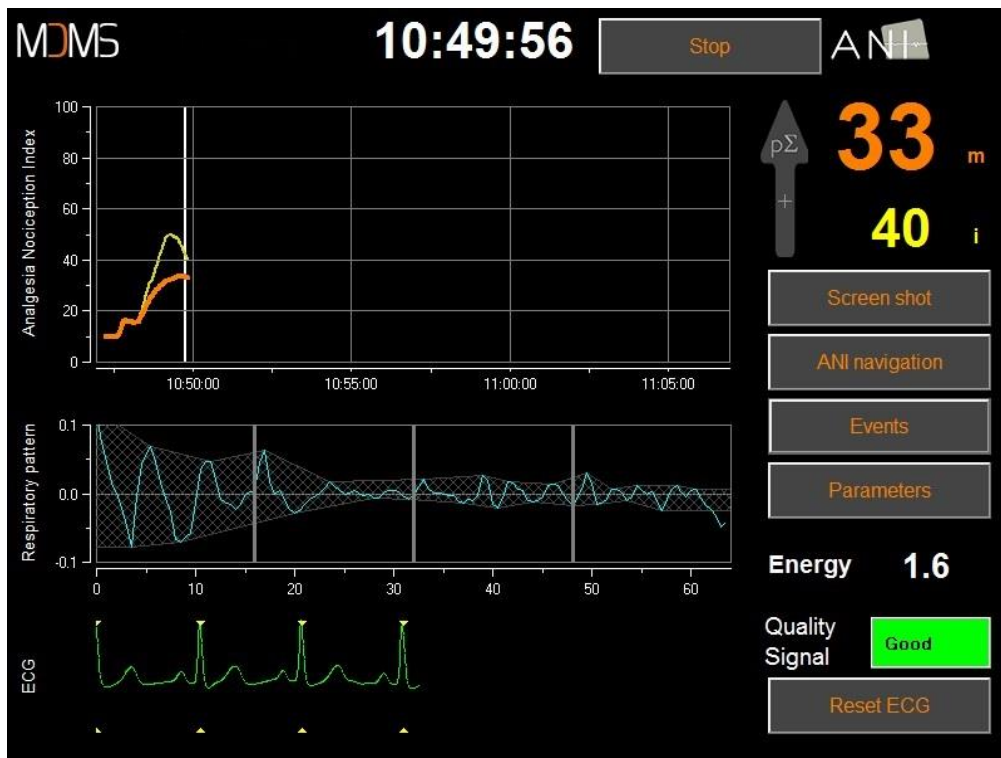 MDMS
10:49:56
Stop
ANI
100
80
60
40
20
0
Analgesia Nociception Index
10:50:00
10:55:00
11:00:00
11:05:00
pΣ
+
33 m
40 i
Screen shot
ANI navigation
Events
Parameters
0.1
0.0
-0.1
Respiratory pattern
0
10
20
30
40
50
60
Energy 1.6
Quality
Signal
Good
ECG
Reset ECG